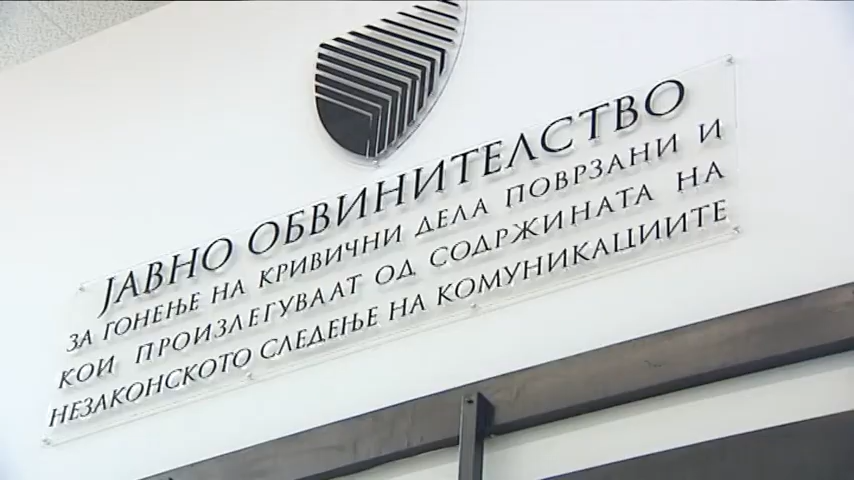 ЈАВНО ОБВИНИТЕЛСТВО
ЗА ГОНЕЊЕ НА КРИВИЧНИ ДЕЛА ПОВРЗАНИ И
КОИ ПРОИЗЛЕГУВААТ ОД СОДРЖИНАТА НА
НЕЗАКОНСКОТО СЛЕДЕЊЕ НА КОМУНИКАЦИИТЕ